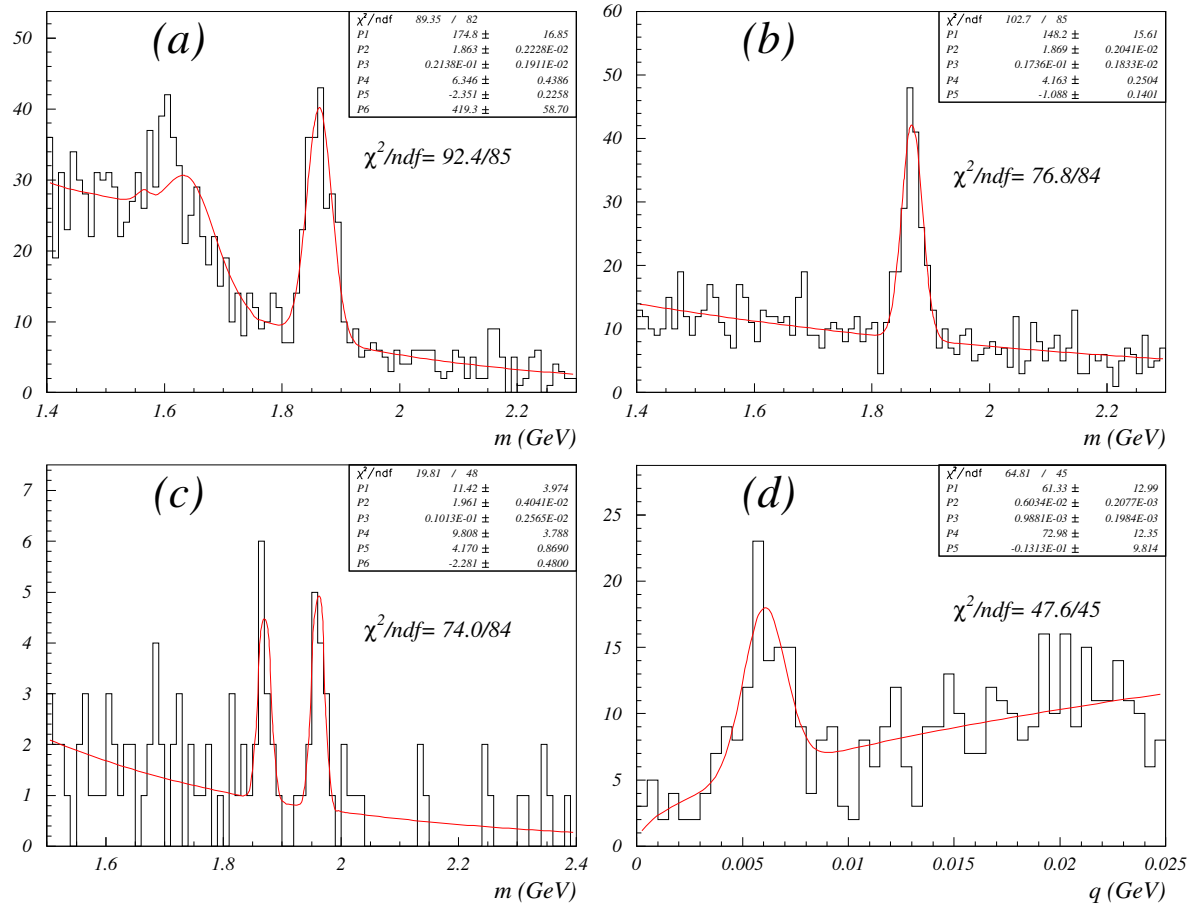 (a)
χ²/ndf 89.35 / 82
P1 174.8 ± 16.85
P2 1.863 ± 0.2228E-02
P3 0.2138E-01 ± 0.1911E-02
P4 6.346 ± 0.4386
P5 -2.351 ± 0.2258
P6 419.3 ± 58.70
χ²/ndf= 92.4/85
50
40
30
20
10
0
1.4 1.6 1.8 2 2.2
m (GeV)
(b)
χ²/ndf 102.7 / 85
P1 148.2 ± 15.61
P2 1.869 ± 0.2041E-02
P3 0.1736E-01 ± 0.1833E-02
P4 4.163 ± 0.2504
P5 -1.088 ± 0.1401
χ²/ndf= 76.8/84
60
50
40
30
20
10
0
1.4 1.6 1.8 2 2.2
m (GeV)
(c)
χ²/ndf 19.81 / 48
P1 11.42 ± 3.974
P2 1.961 ± 0.4041E-02
P3 0.1013E-01 ± 0.2565E-02
P4 9.808 ± 3.788
P5 4.170 ± 0.8690
P6 -2.281 ± 0.4800
χ²/ndf= 74.0/84
7
6
5
4
3
2
1
0
1.6 1.8 2 2.2 2.4
m (GeV)
(d)
χ²/ndf 64.81 / 45
P1 61.33 ± 12.99
P2 0.6034E-02 ± 0.2077E-03
P3 0.9881E-03 ± 0.1984E-03
P4 72.98 ± 12.35
P5 -0.1313E-01 ± 9.814
χ²/ndf= 47.6/45
25
20
15
10
5
0
0 0.005 0.01 0.015 0.02 0.025
q (GeV)